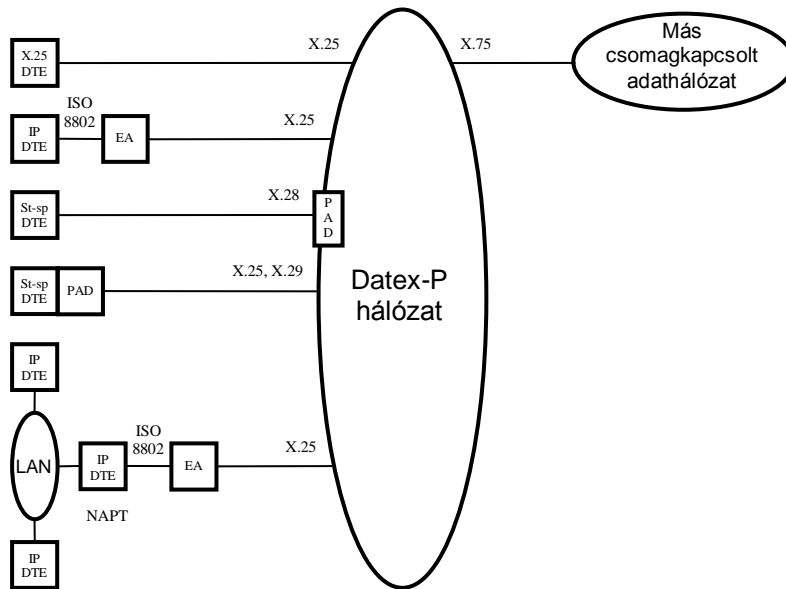 X.25
DTE
X.25
X.75
Más
csomagkapcsolt
adathálózat
ISO
8802
IP
DTE
EA
X.25
St-sp
DTE
X.28
P
A
D
St-sp
DTE
PAD
X.25, X.29
Datex-P
hálózat
IP
DTE
LAN
IP
DTE
ISO
8802
EA
X.25
NAPT
IP
DTE